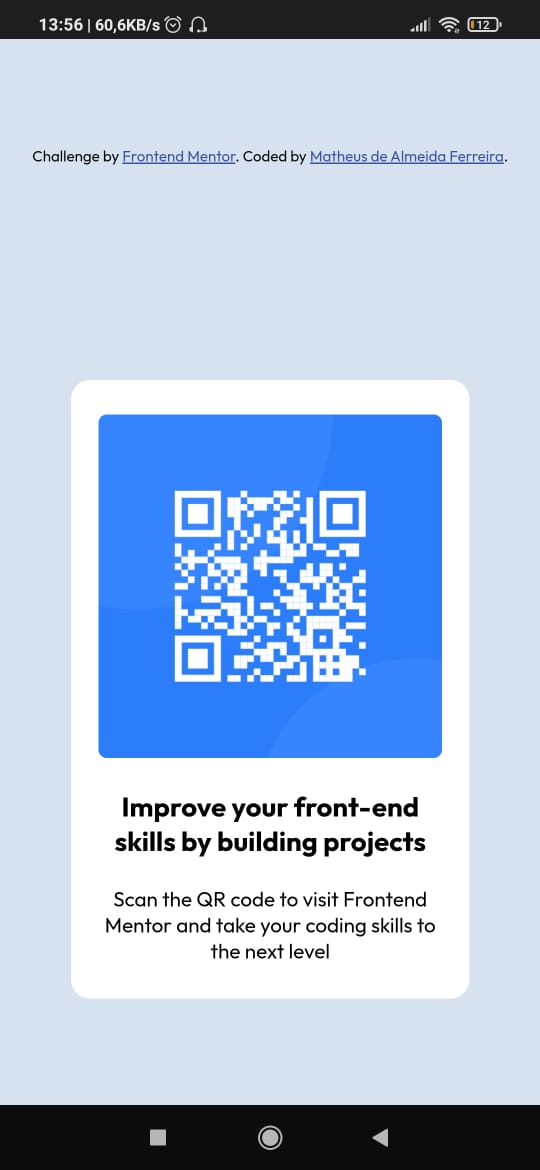 13:56 | 60,6KB/s
12
Challenge by Frontend Mentor. Coded by Matheus de Almeida Ferreira.
Improve your front-end
skills by building projects
Scan the QR code to visit Frontend
Mentor and take your coding skills to
the next level